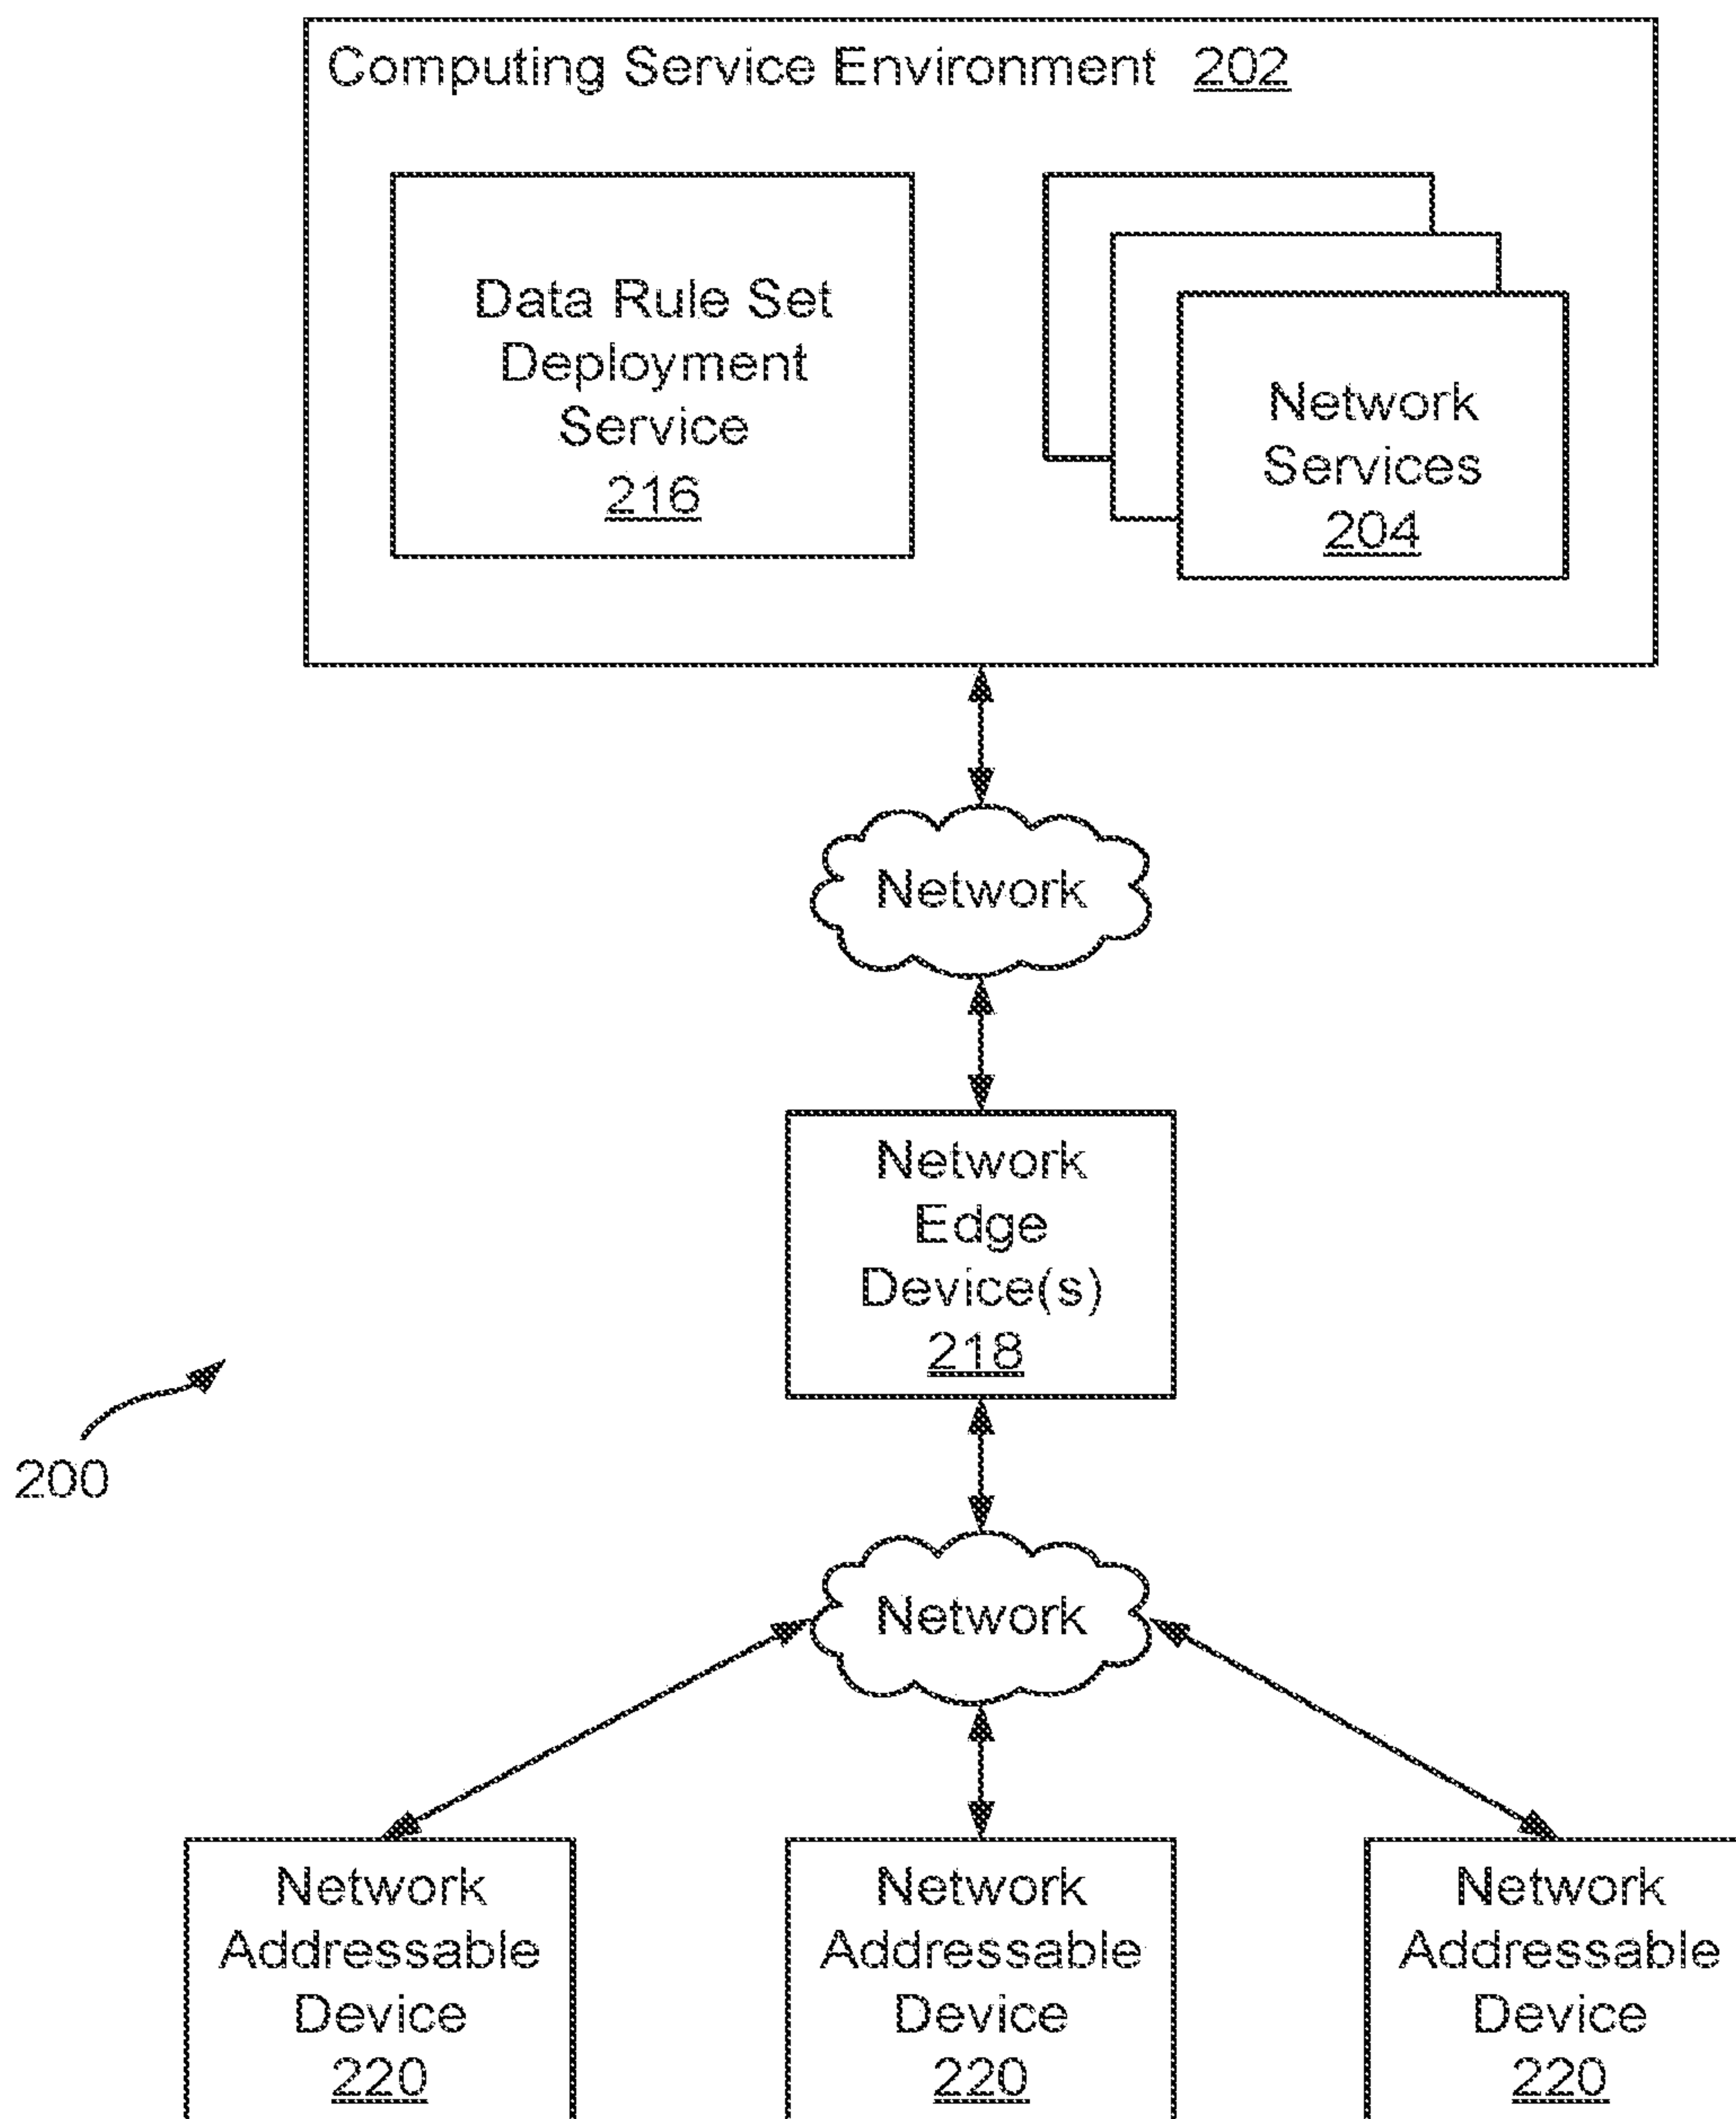 Computing Service Environment 202
Data Rule Set
Deployment
Service
216
Network
Services
204
Network
Network
Edge
Device(s)
218
200
Network
Network
Addressable
Device
220
Network
Addressable
Device
220
Network
Addressable
Device
220